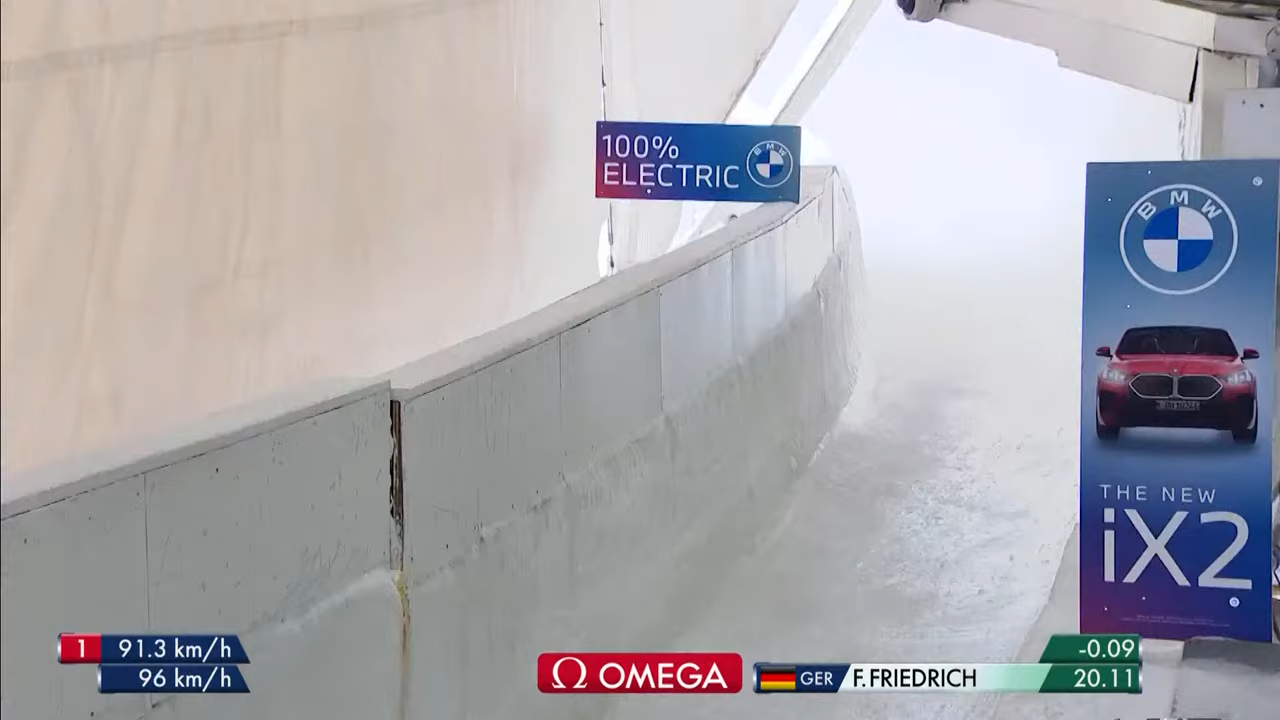 100%
ELECTRIC
BMW
BMW
THE NEW
iX2
1 91.3 km/h
96 km/h
Ω OMEGA
GER F. FRIEDRICH
-0.09
20.11